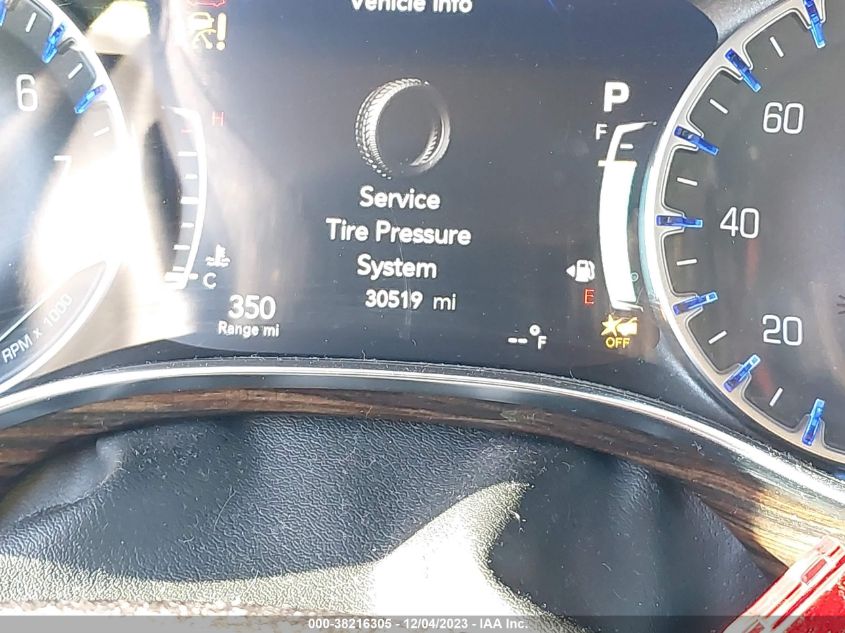 Vehicle Info
6
7
H
P
F
60
Service
Tire Pressure
System
40
C
E
350
30519 mi
Range mi
--°F
OFF
20
RPM x 1000
000-38216305 - 12/04/2023 - IAA Inc.